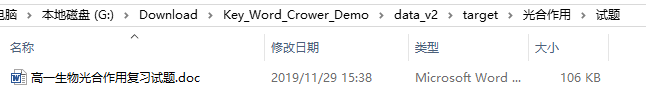 电脑 › 本地磁盘 (G:) › Download › Key_Word_Crower_Demo › data_v2 › target › 光合作用 › 试题
名称 修改日期 类型 大小
高一生物光合作用复习试题.doc 2019/11/29 15:38 Microsoft Word ... 106 KB